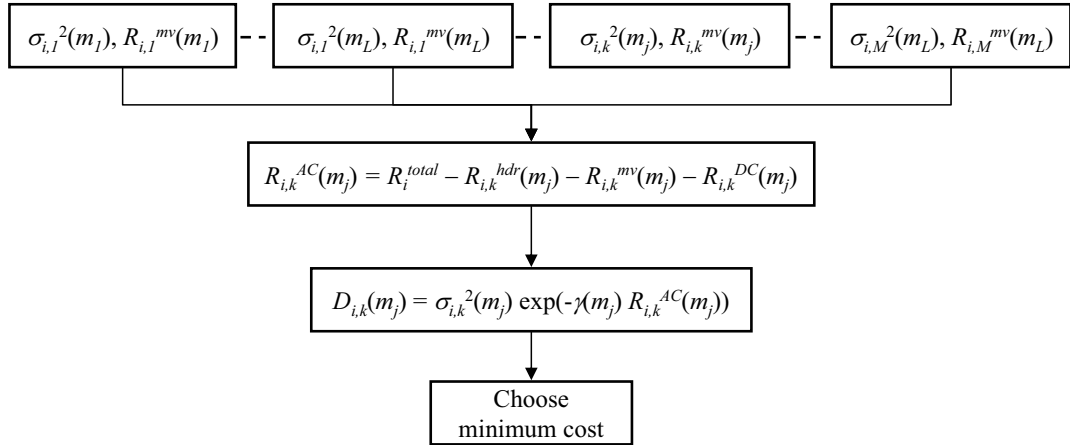 σ_{i,1}^2(m_1), R_{i,1}^{mv}(m_1) -- σ_{i,1}^2(m_L), R_{i,1}^{mv}(m_L) -- σ_{i,k}^2(m_j), R_{i,k}^{mv}(m_j) -- σ_{i,M}^2(m_L), R_{i,M}^{mv}(m_L)
R_{i,k}^{AC}(m_j) = R_i^{total} – R_{i,k}^{hdr}(m_j) – R_{i,k}^{mv}(m_j) – R_{i,k}^{DC}(m_j)
D_{i,k}(m_j) = σ_{i,k}^2(m_j) exp(-γ(m_j) R_{i,k}^{AC}(m_j))
Choose
minimum cost